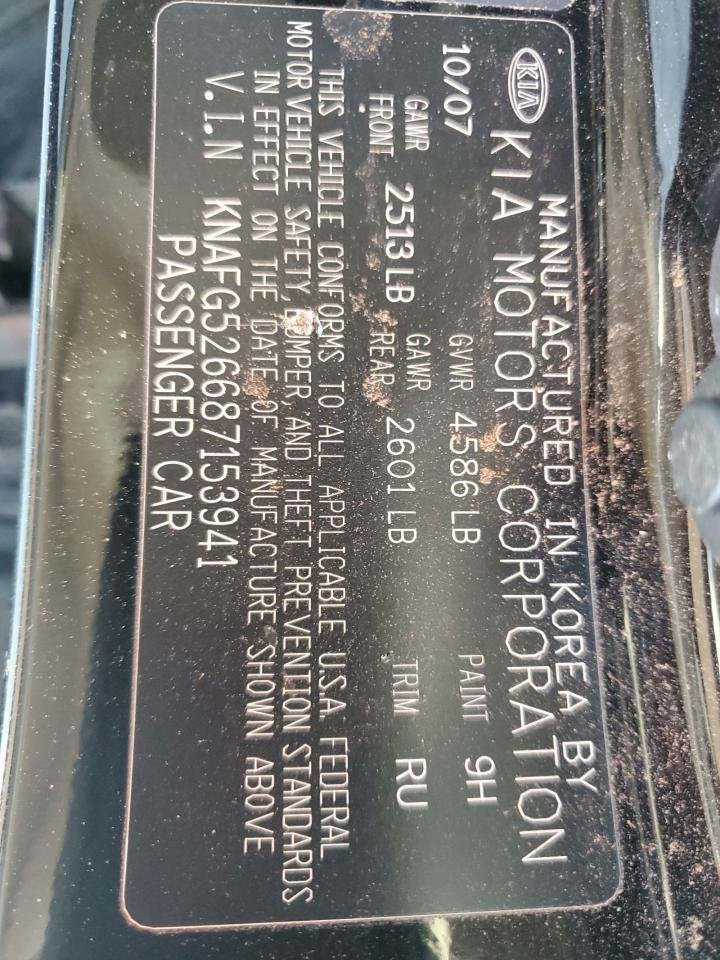 KIA
MANUFACTURED IN KOREA BY
KIA MOTORS CORPORATION
10/07 GVWR 4586 LB PAINT 9H
GAWR FRONT 2513 LB GAWR REAR 2601 LB TRIM RU
THIS VEHICLE CONFORMS TO ALL APPLICABLE U.S.A. FEDERAL
MOTOR VEHICLE SAFETY, BUMPER, AND THEFT PREVENTION STANDARDS
IN EFFECT ON THE DATE OF MANUFACTURE SHOWN ABOVE
V.I.N KNAFG526687153941
PASSENGER CAR